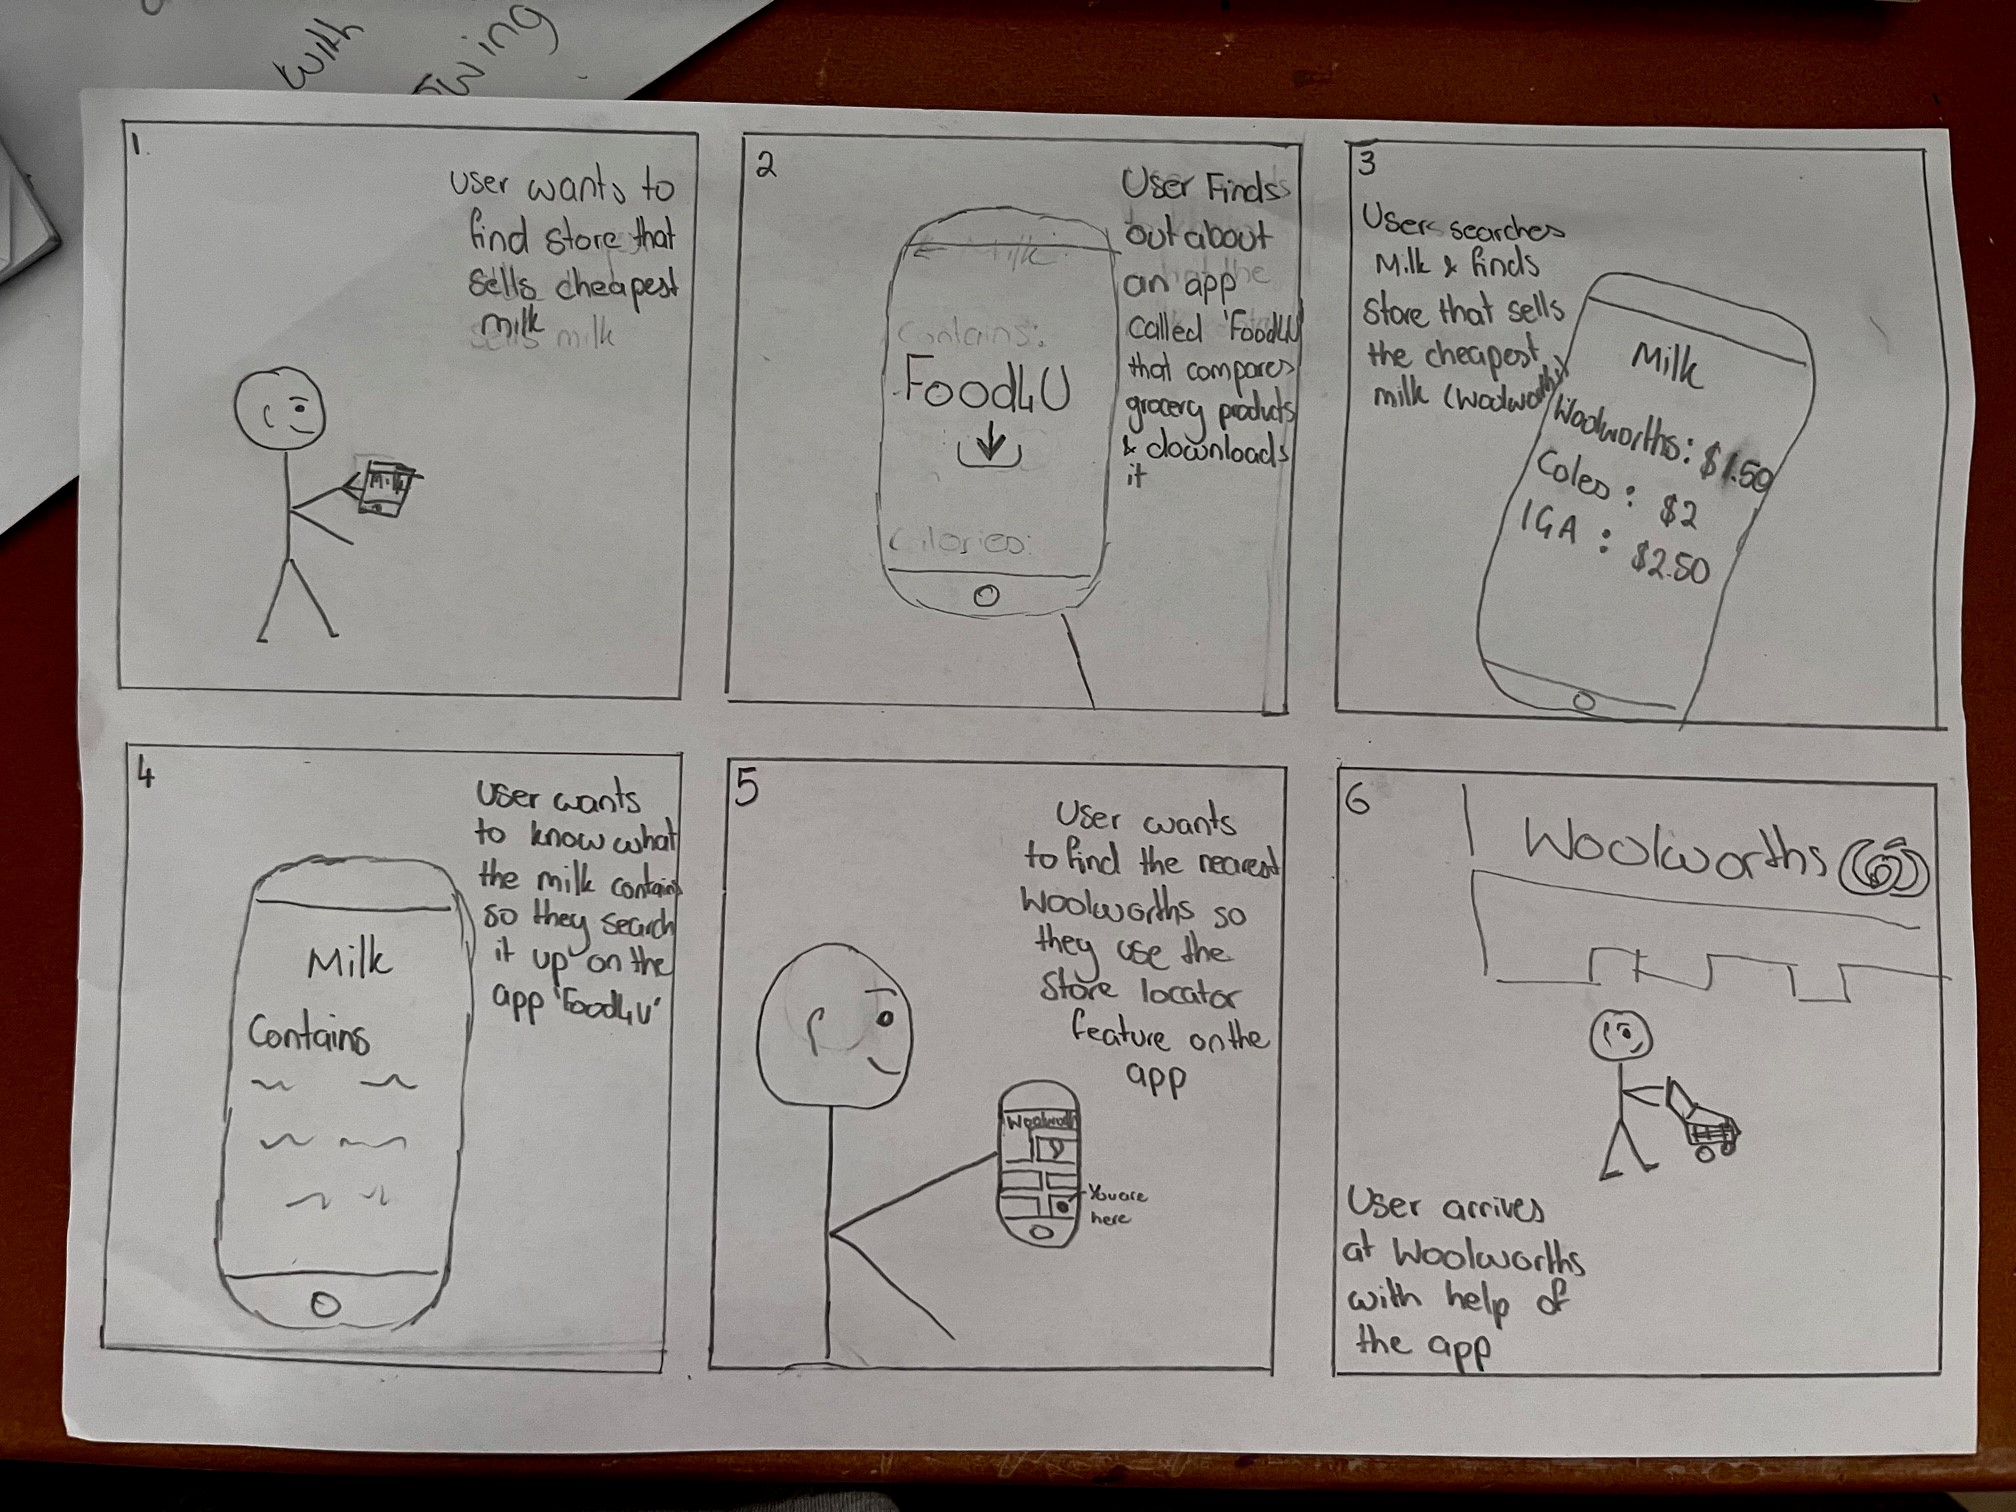 with
1.
User wants to
find store that
sells cheapest
milk
sells milk
Milk
2
User Finds
out about
an app
called 'Food4U'
that compares
grocery products
& downloads
it
Milk
Contains:
Food4U
Calories:
3
User searches
Milk & finds
store that sells
the cheapest
milk (Woolworths)
Milk
Woolworths: $1.50
Coles: $2
IGA: $2.50
4
User wants
to know what
the milk contains
so they search
it up on the
app 'Food4U'
Milk
Contains
5
User wants
to find the nearest
Woolworths so
they use the
Store locator
feature on the
app
Woolworth
You are
here
6
Woolworths
User arrives
at Woolworths
with help of
the app